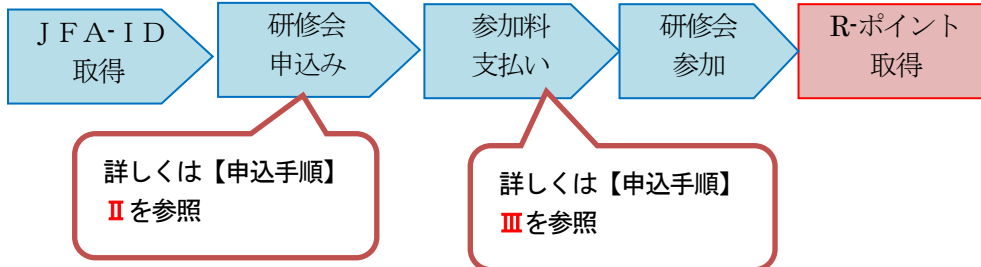 ＪＦＡ-ＩＤ
取得
研修会
申込み
参加料
支払い
研修会
参加
R-ポイント
取得
詳しくは【申込手順】
Ⅱを参照
詳しくは【申込手順】
Ⅲを参照